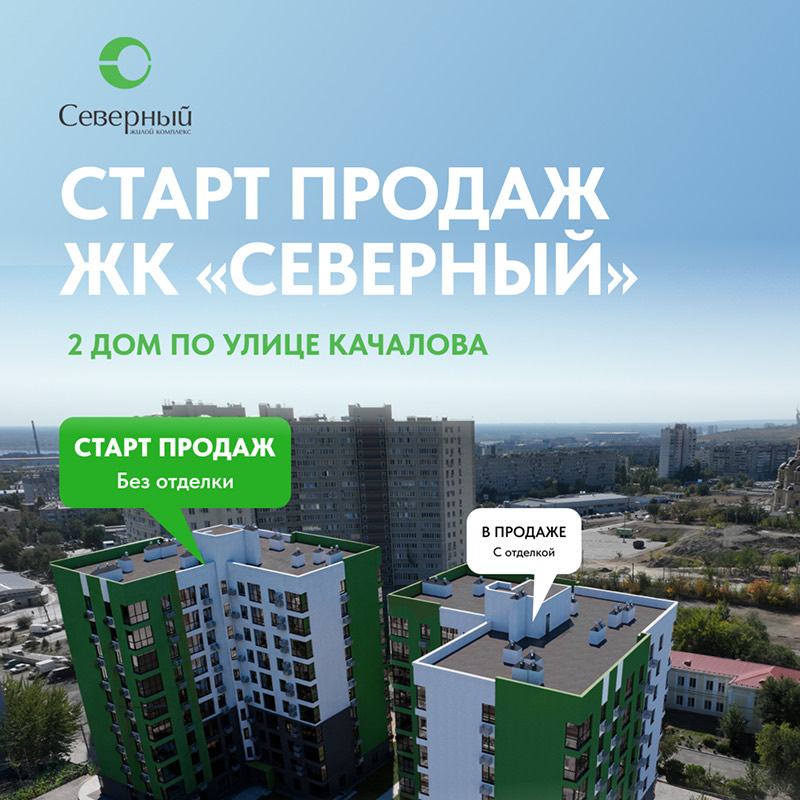 Северный
жилой комплекс
СТАРТ ПРОДАЖ
ЖК «СЕВЕРНЫЙ»
2 ДОМ ПО УЛИЦЕ КАЧАЛОВА
СТАРТ ПРОДАЖ
Без отделки
В ПРОДАЖЕ
С отделкой